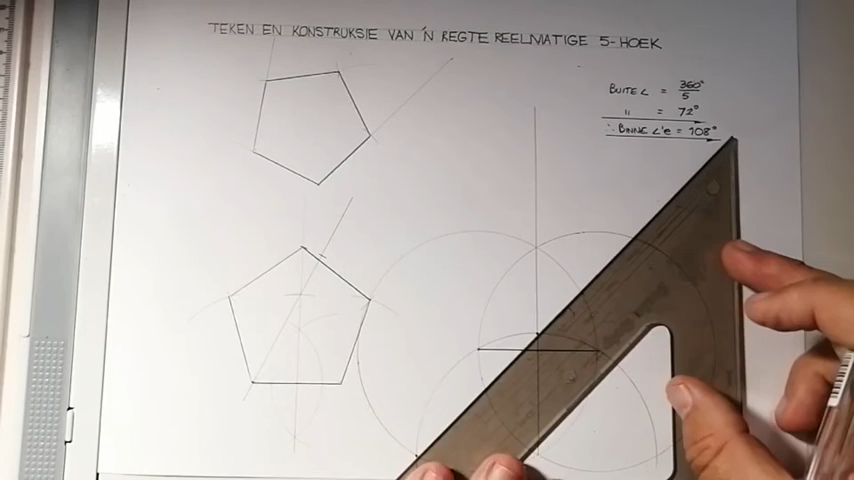 TEKEN EN KONSTRUKSIE VAN 'N REGTE REELMATIGE 5-HOEK
BUITE∠ = 360°/5
" = 72°
∴ BINNE ∠'e = 108°